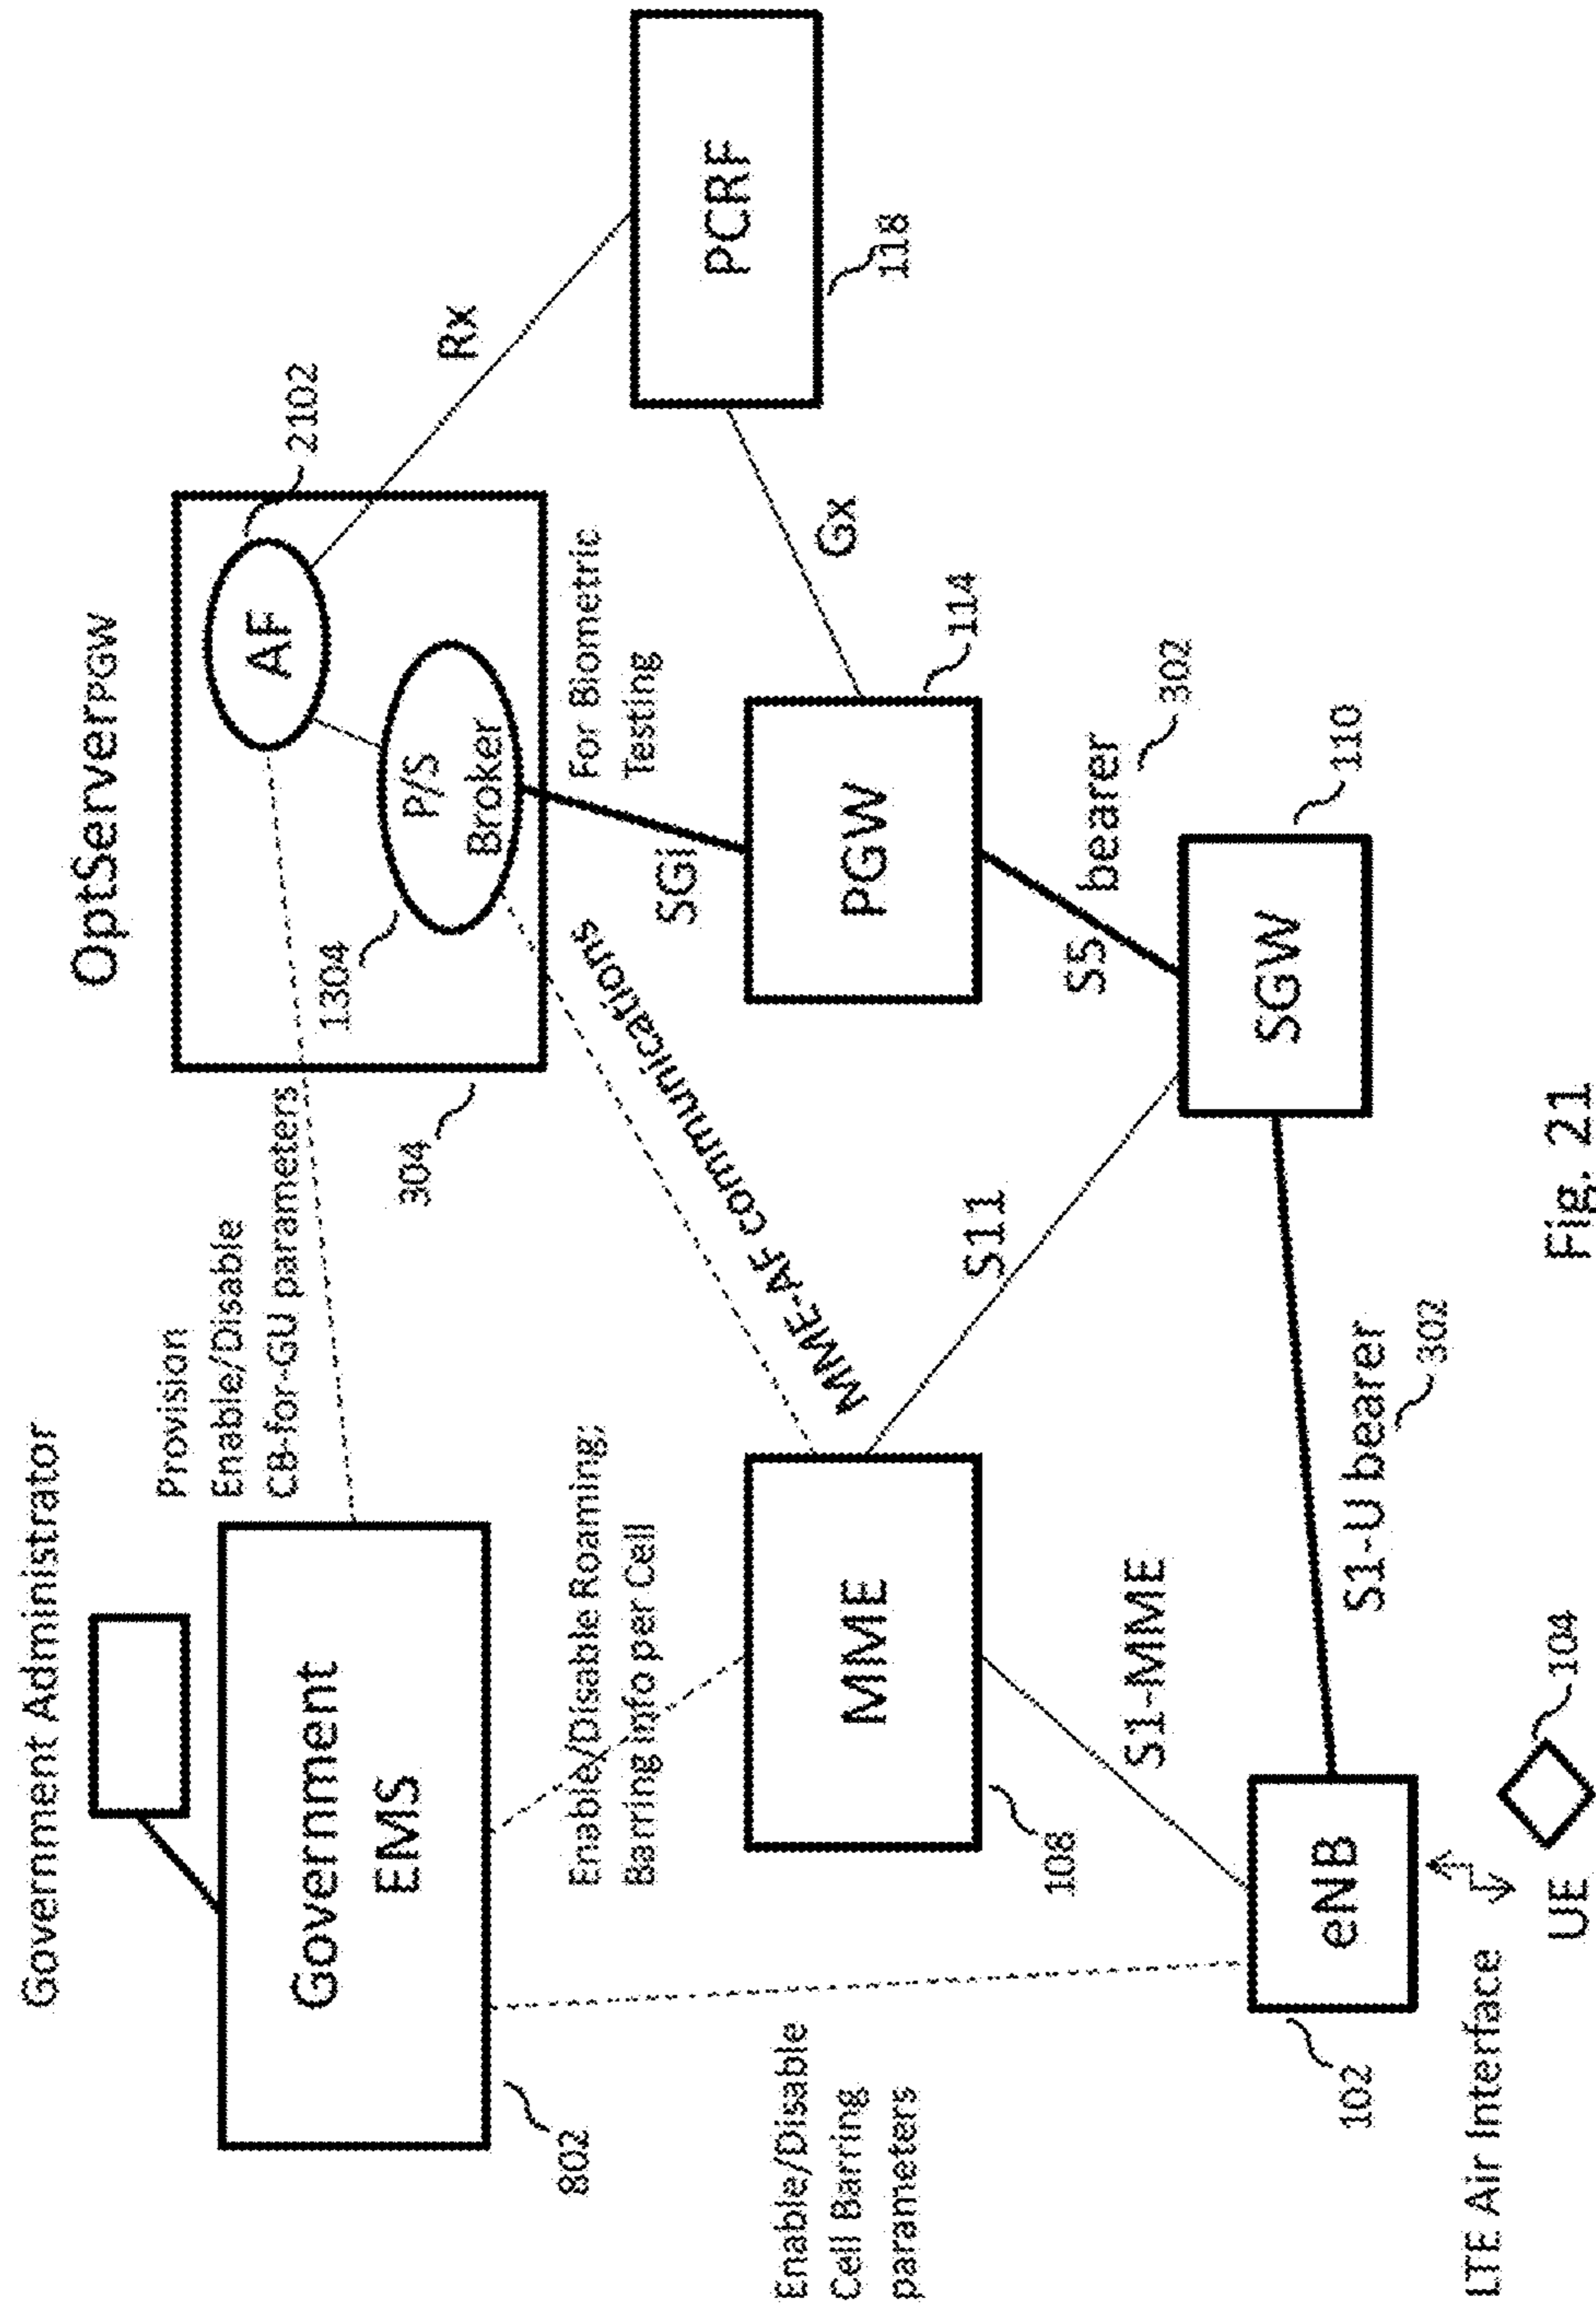 Government Administrator
OptServerPGW
Provision
Enable/Disable
CB-for-GU parameters
AF
2102
Government
EMS
1304
P/S
Broker
Rx
802
304
For Biometric
Testing
Enable/Disable Roaming;
Barring Info per Cell
MME-AF communications
SGi
PCRF
118
Enable/Disable
Cell Barring
parameters
MME
108
PGW
114
Gx
S11
S5
bearer
302
S1-MME
SGW
110
eNB
102
S1-U bearer
302
LTE Air Interface
UE
104
Fig. 21